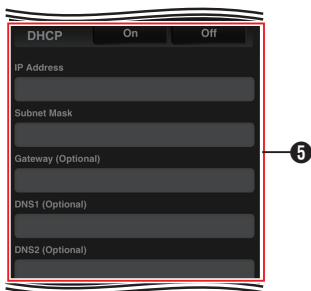 DHCP On Off
IP Address
Subnet Mask
Gateway (Optional)
DNS1 (Optional)
DNS2 (Optional)
5